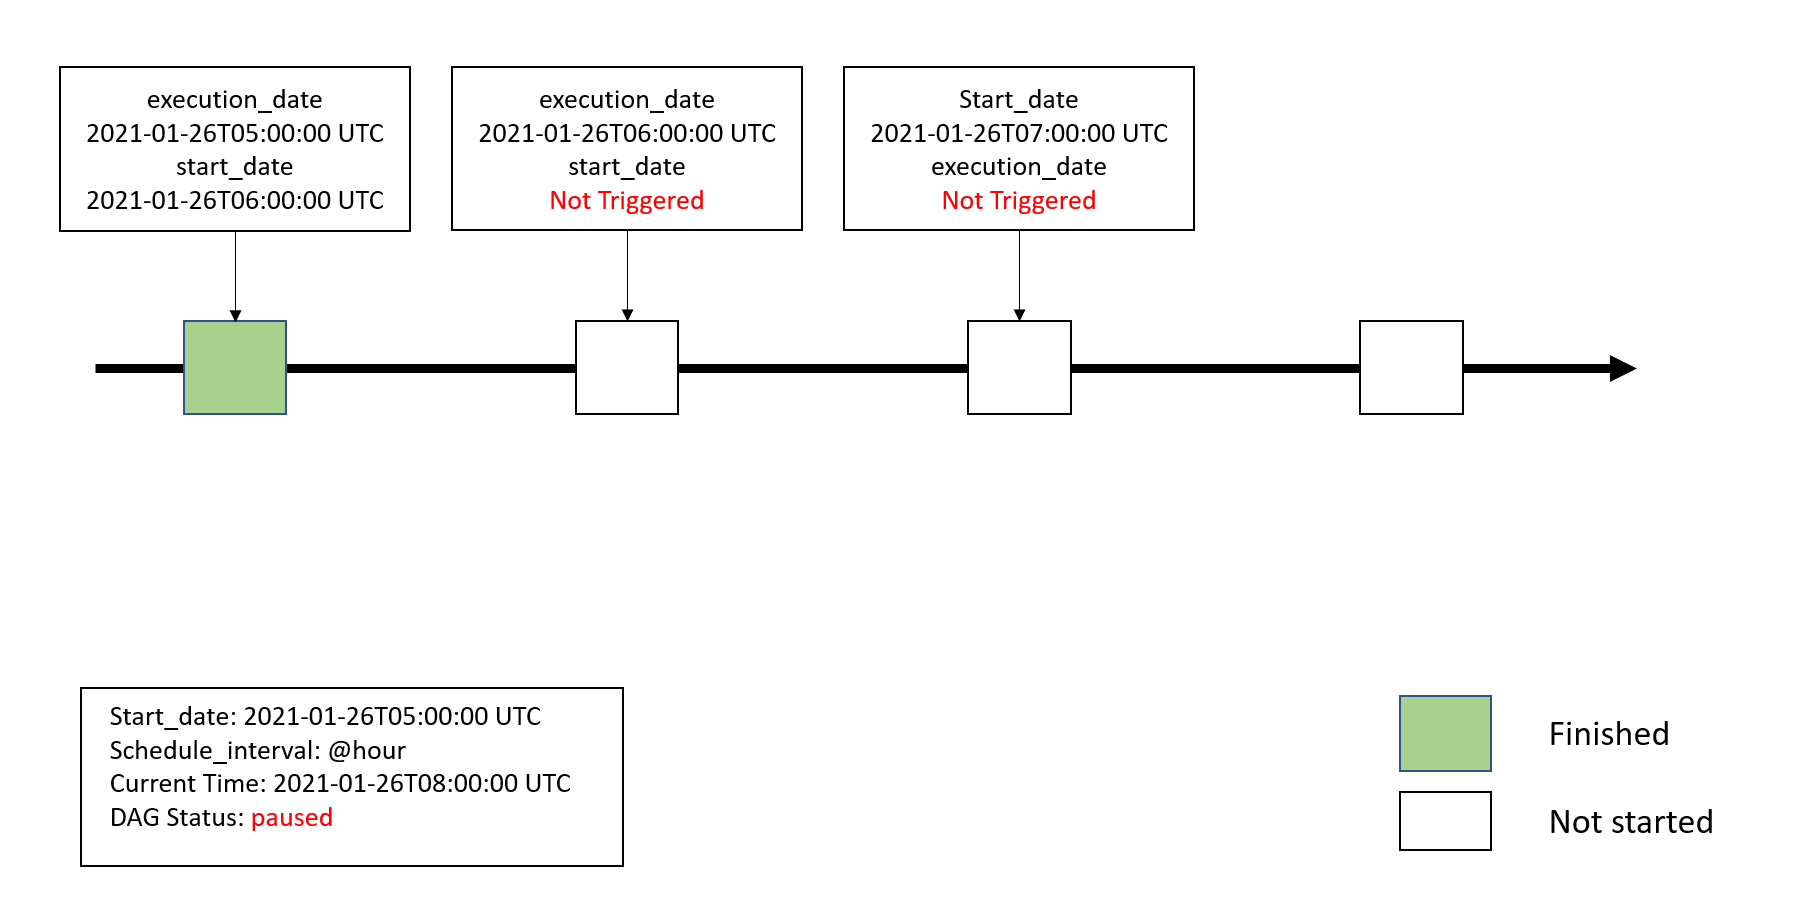 execution_date
2021-01-26T05:00:00 UTC
start_date
2021-01-26T06:00:00 UTC
execution_date
2021-01-26T06:00:00 UTC
start_date
Not Triggered
Start_date
2021-01-26T07:00:00 UTC
execution_date
Not Triggered
Start_date: 2021-01-26T05:00:00 UTC
Schedule_interval: @hour
Current Time: 2021-01-26T08:00:00 UTC
DAG Status: paused
Finished
Not started